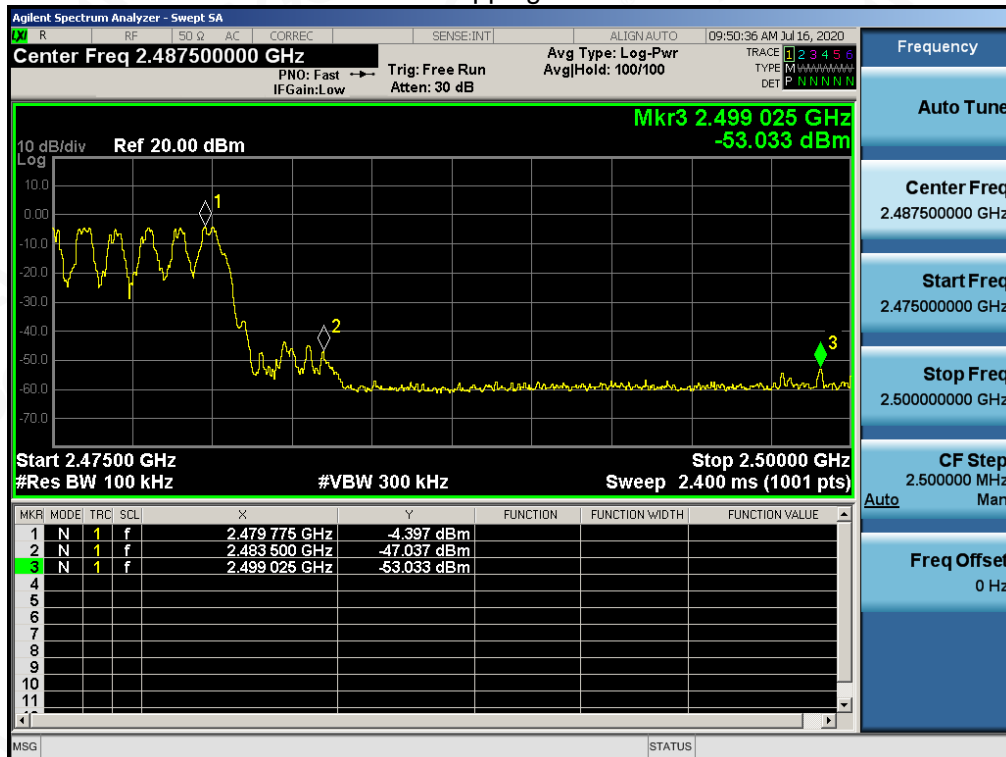 Agilent Spectrum Analyzer - Swept SA
LXI R RF 50 Ω AC CORREC SENSE:INT ALIGN AUTO 09:50:36 AM Jul 16, 2020
Center Freq 2.487500000 GHz
PNO: Fast
IFGain:Low
Trig: Free Run
Atten: 30 dB
Avg Type: Log-Pwr
Avg|Hold: 100/100
TRACE 1 2 3 4 5 6
TYPE M WWWWW
DET P N N N N N
Mkr3 2.499 025 GHz
-53.033 dBm
10 dB/div Ref 20.00 dBm
Log
10.0
0.00
-10.0
-20.0
-30.0
-40.0
-50.0
-60.0
-70.0
1
2
3
Start 2.47500 GHz Stop 2.50000 GHz
#Res BW 100 kHz #VBW 300 kHz Sweep 2.400 ms (1001 pts)
MKR MODE TRC SCL X Y FUNCTION FUNCTION WIDTH FUNCTION VALUE
1 N 1 f 2.479 775 GHz -4.397 dBm
2 N 1 f 2.483 500 GHz -47.037 dBm
3 N 1 f 2.499 025 GHz -53.033 dBm
4
5
6
7
8
9
10
11
MSG STATUS
Frequency
Auto Tune
Center Freq
2.487500000 GHz
Start Freq
2.475000000 GHz
Stop Freq
2.500000000 GHz
CF Step
2.500000 MHz
Auto Man
Freq Offset
0 Hz